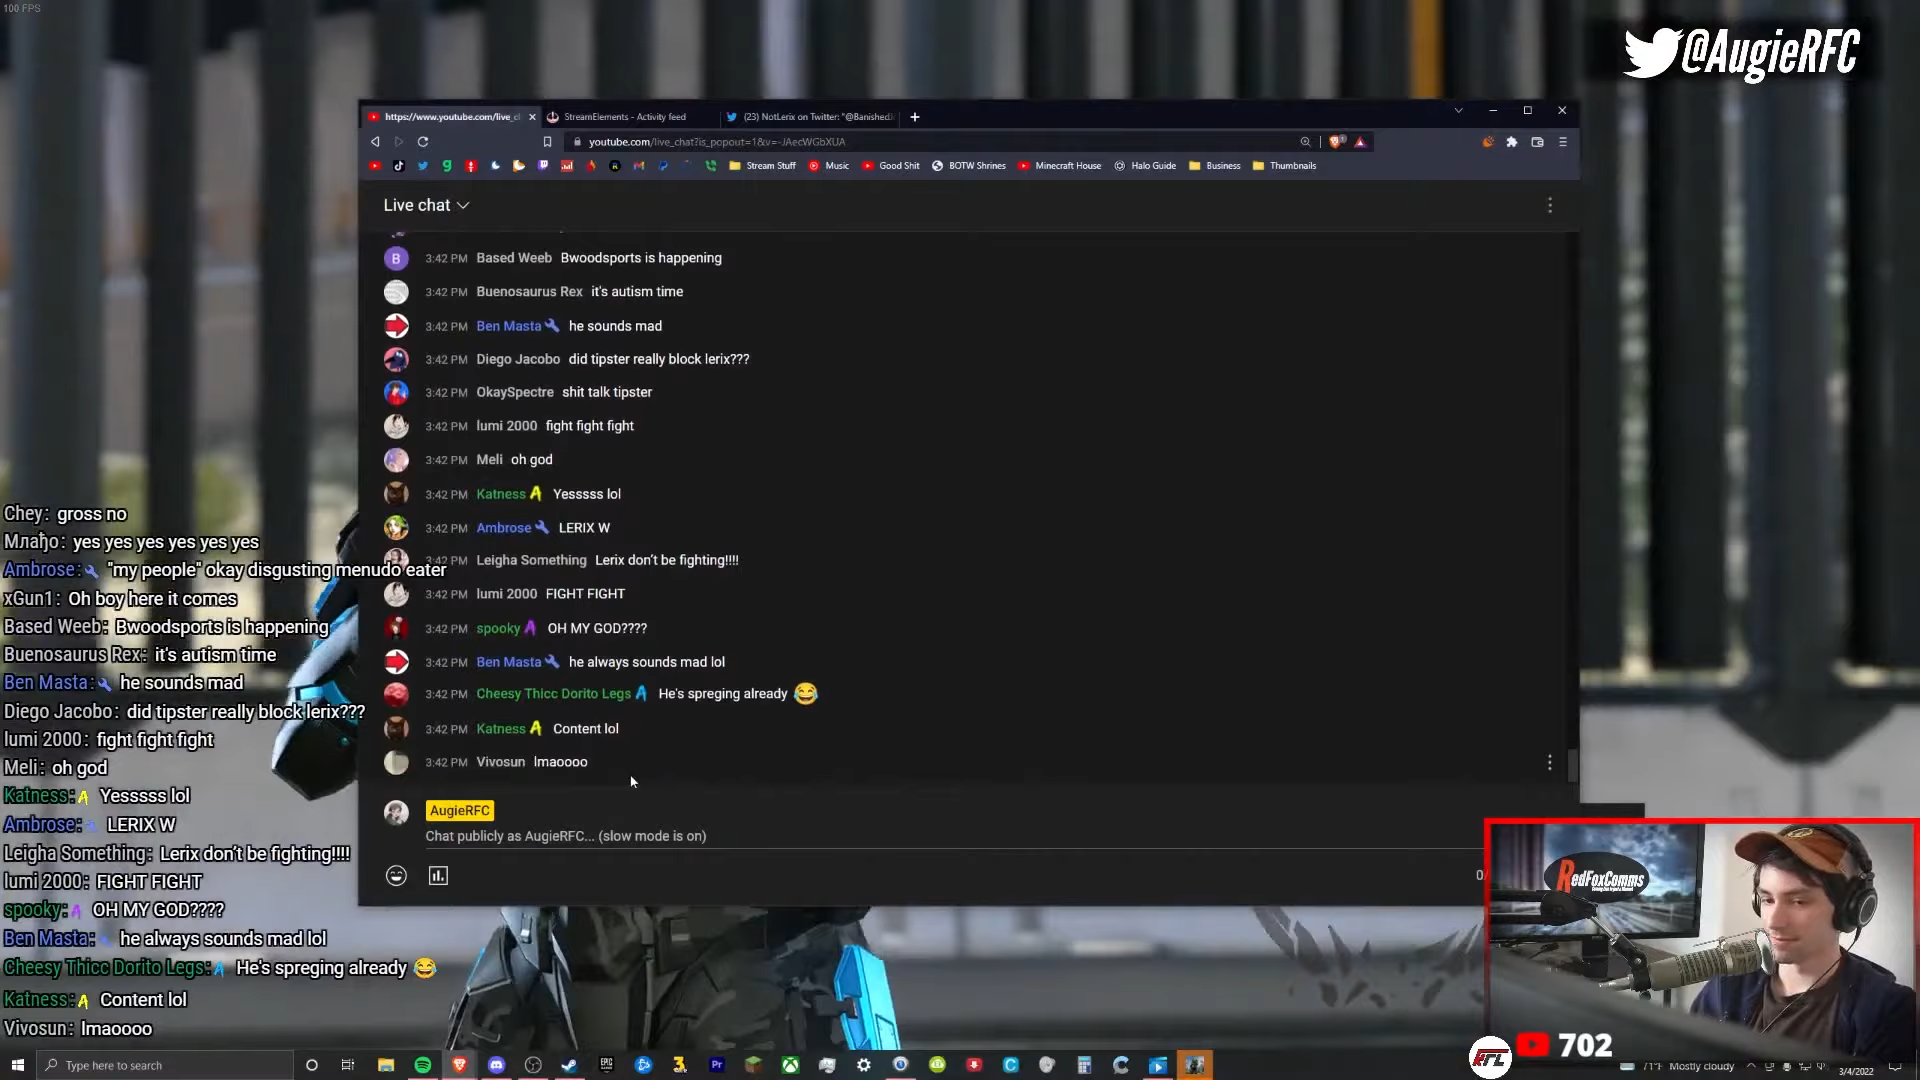 100 FPS
@AugieRFC
https://www.youtube.com/live_c
StreamElements - Activity feed
(23) NotLerix on Twitter: "@Banished
youtube.com/live_chat?is_popout=1&v=-JAecWGbXUA
Stream Stuff
Music
Good Shit
BOTW Shrines
Minecraft House
Halo Guide
Business
Thumbnails
Live chat
B 3:42 PM Based Weeb Bwoodsports is happening
3:42 PM Buenosaurus Rex it's autism time
3:42 PM Ben Masta he sounds mad
3:42 PM Diego Jacobo did tipster really block lerix???
3:42 PM OkaySpectre shit talk tipster
3:42 PM lumi 2000 fight fight fight
3:42 PM Meli oh god
3:42 PM Katness Yesssss lol
3:42 PM Ambrose LERIX W
3:42 PM Leigha Something Lerix don't be fighting!!!!
3:42 PM lumi 2000 FIGHT FIGHT
3:42 PM spooky OH MY GOD????
3:42 PM Ben Masta he always sounds mad lol
3:42 PM Cheesy Thicc Dorito Legs He's spreging already 😂
3:42 PM Katness Content lol
3:42 PM Vivosun lmaoooo
AugieRFC
Chat publicly as AugieRFC... (slow mode is on)
0/
Chey: gross no
Млађо: yes yes yes yes yes yes
Ambrose: "my people" okay disgusting menudo eater
xGun1: Oh boy here it comes
Based Weeb: Bwoodsports is happening
Buenosaurus Rex: it's autism time
Ben Masta: he sounds mad
Diego Jacobo: did tipster really block lerix???
lumi 2000: fight fight fight
Meli: oh god
Katness: Yesssss lol
Ambrose: LERIX W
Leigha Something: Lerix don't be fighting!!!!
lumi 2000: FIGHT FIGHT
spooky: OH MY GOD????
Ben Masta: he always sounds mad lol
Cheesy Thicc Dorito Legs: He's spreging already 😂
Katness: Content lol
Vivosun: lmaoooo
RedFoxComms
702
Type here to search
71°F Mostly cloudy
3/4/2022